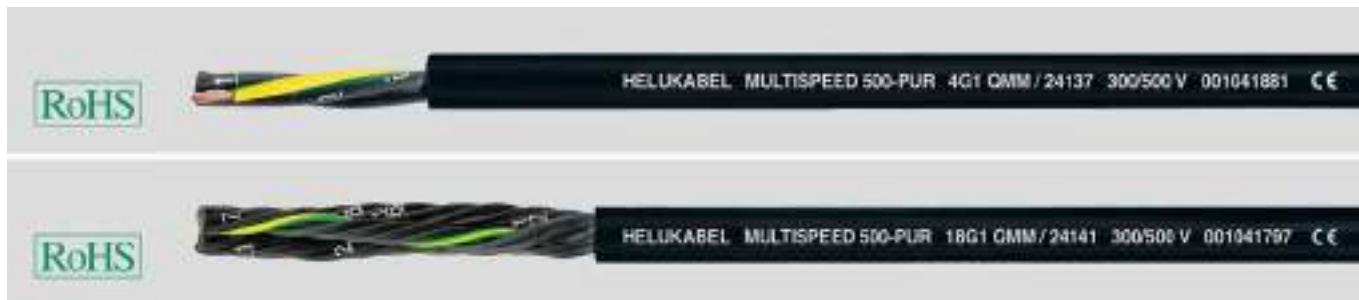 RoHS
HELUKABEL MULTISPEED 500-PUR 4G1 QMM / 24137 300/500 V 001041881 CE
RoHS
HELUKABEL MULTISPEED 500-PUR 18G1 QMM / 24141 300/500 V 001041797 CE